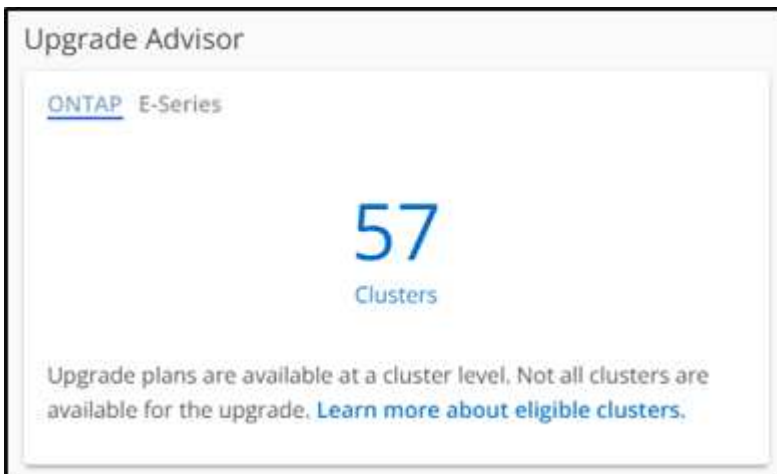 Upgrade Advisor
ONTAP E-Series
57
Clusters
Upgrade plans are available at a cluster level. Not all clusters are
available for the upgrade. Learn more about eligible clusters.